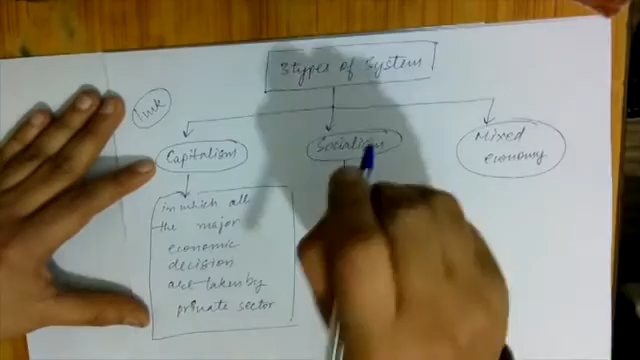 3types of System
Capitalism
Socialism
Mixed
economy
in which all
the major
economic
decision
are taken by
private sector